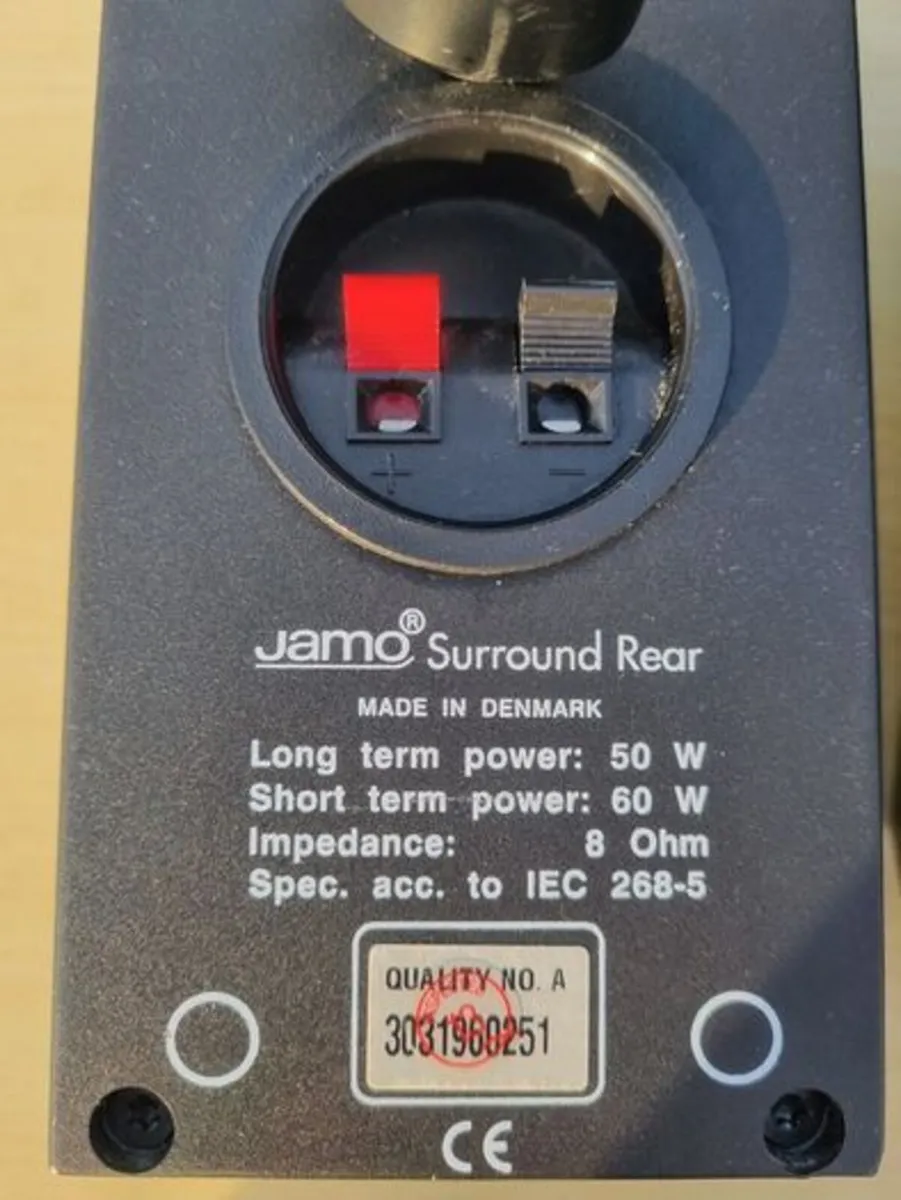 + −
Jamo® Surround Rear
MADE IN DENMARK
Long term power: 50 W
Short term power: 60 W
Impedance: 8 Ohm
Spec. acc. to IEC 268-5
QUALITY NO. A
3031960251
CE